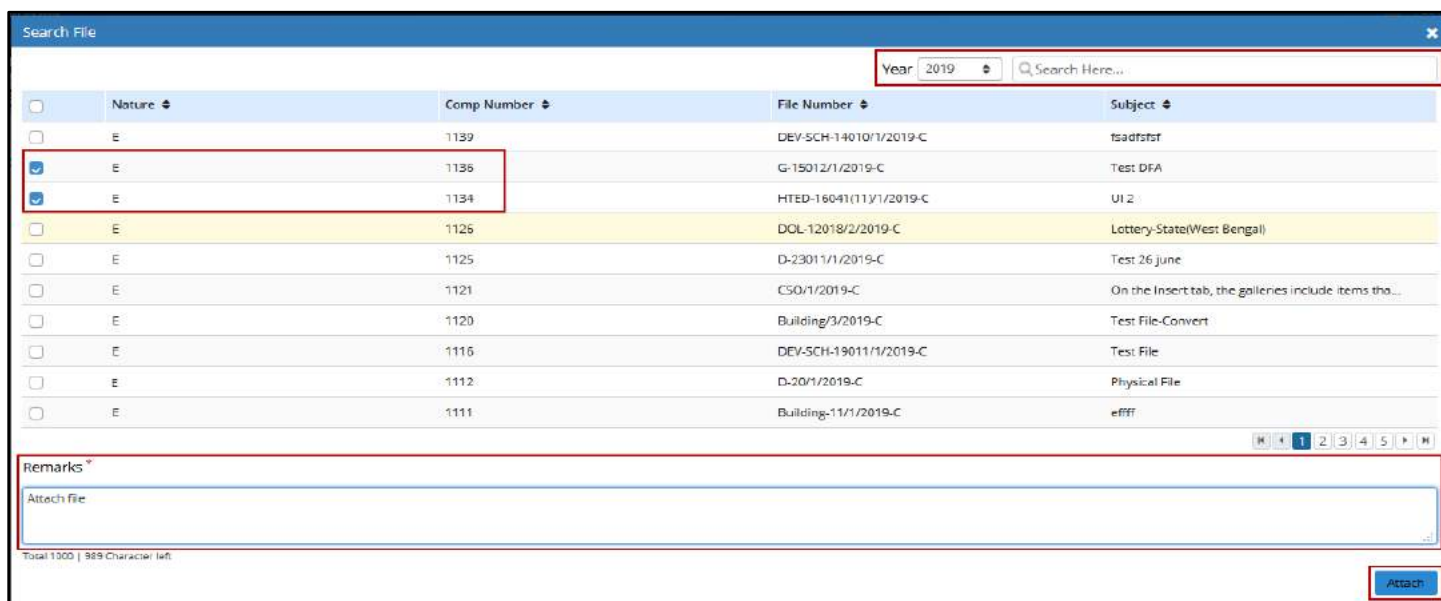 Search File
Year 2019 Search Here...
Nature Comp Number File Number Subject
E 1139 DEV-SCH-14010/1/2019-C fsadfsfsf
E 1136 G-15012/1/2019-C Test DFA
E 1134 HTED-16041(11)/1/2019-C UI 2
E 1126 DOL-12018/2/2019-C Lottery-State(West Bengal)
E 1125 D-23011/1/2019-C Test 26 june
E 1121 CSO/1/2019-C On the Insert tab, the galleries include items tha...
E 1120 Building/3/2019-C Test File-Convert
E 1116 DEV-SCH-19011/1/2019-C Test File
E 1112 D-20/1/2019-C Physical File
E 1111 Building-11/1/2019-C effff
1 2 3 4 5
Remarks *
Attach file
Total 1000 | 989 Character left
Attach